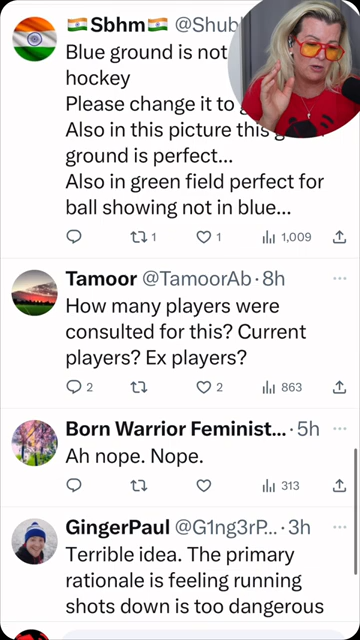 🇮🇳Sbhm🇮🇳 @Shub
Blue ground is not
hockey
Please change it to
Also in this picture this
ground is perfect...
Also in green field perfect for
ball showing not in blue...
1 1 1,009
Tamoor @TamoorAb·8h
How many players were
consulted for this? Current
players? Ex players?
2 2 863
Born Warrior Feminist... ·5h
Ah nope. Nope.
313
GingerPaul @G1ng3rP... ·3h
Terrible idea. The primary
rationale is feeling running
shots down is too dangerous